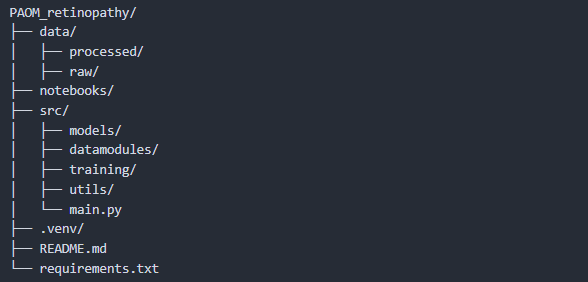 PAOM_retinopathy/
├── data/
│   ├── processed/
│   ├── raw/
├── notebooks/
├── src/
│   ├── models/
│   ├── datamodules/
│   ├── training/
│   ├── utils/
│   └── main.py
├── .venv/
├── README.md
└── requirements.txt